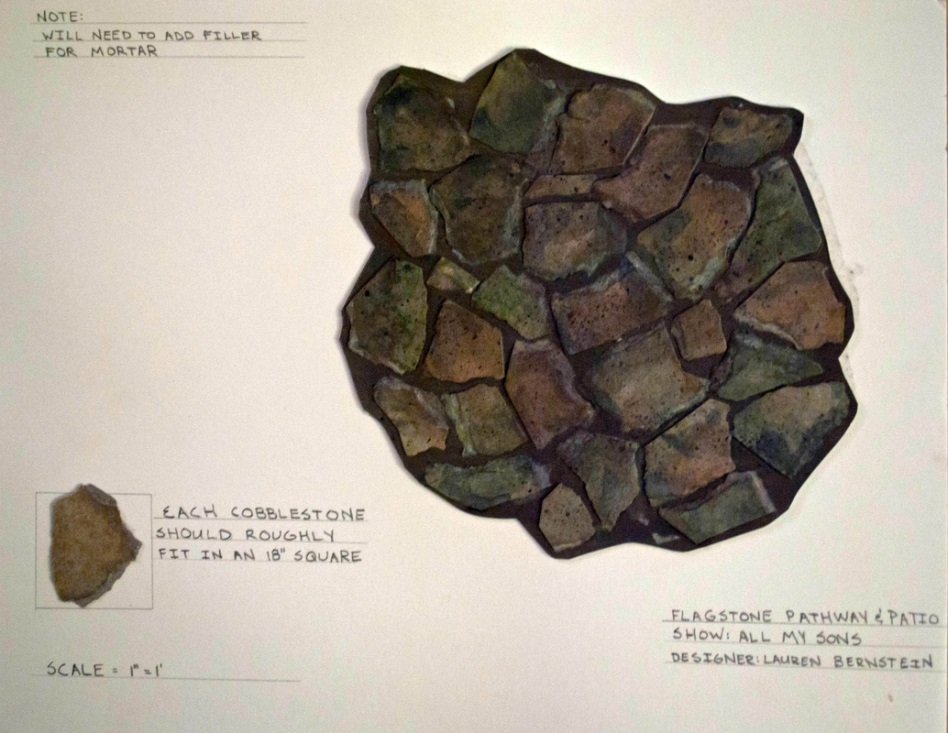 NOTE:
WILL NEED TO ADD FILLER
FOR MORTAR
EACH COBBLESTONE
SHOULD ROUGHLY
FIT IN AN 18" SQUARE
SCALE = 1"=1'
FLAGSTONE PATHWAY & PATIO
SHOW: ALL MY SONS
DESIGNER: LAUREN BERNSTEIN